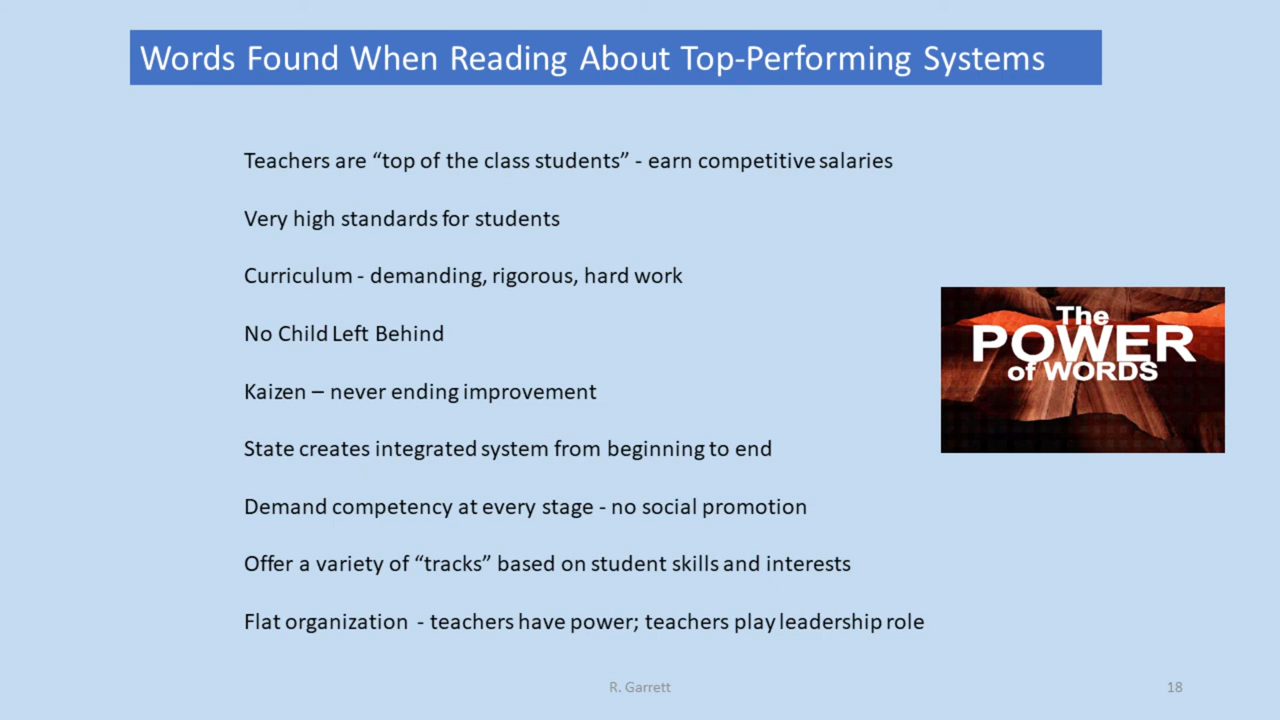 Words Found When Reading About Top-Performing Systems
Teachers are “top of the class students” - earn competitive salaries
Very high standards for students
Curriculum - demanding, rigorous, hard work
No Child Left Behind
Kaizen – never ending improvement
State creates integrated system from beginning to end
Demand competency at every stage - no social promotion
Offer a variety of “tracks” based on student skills and interests
Flat organization - teachers have power; teachers play leadership role
The
POWER
of WORDS
R. Garrett
18